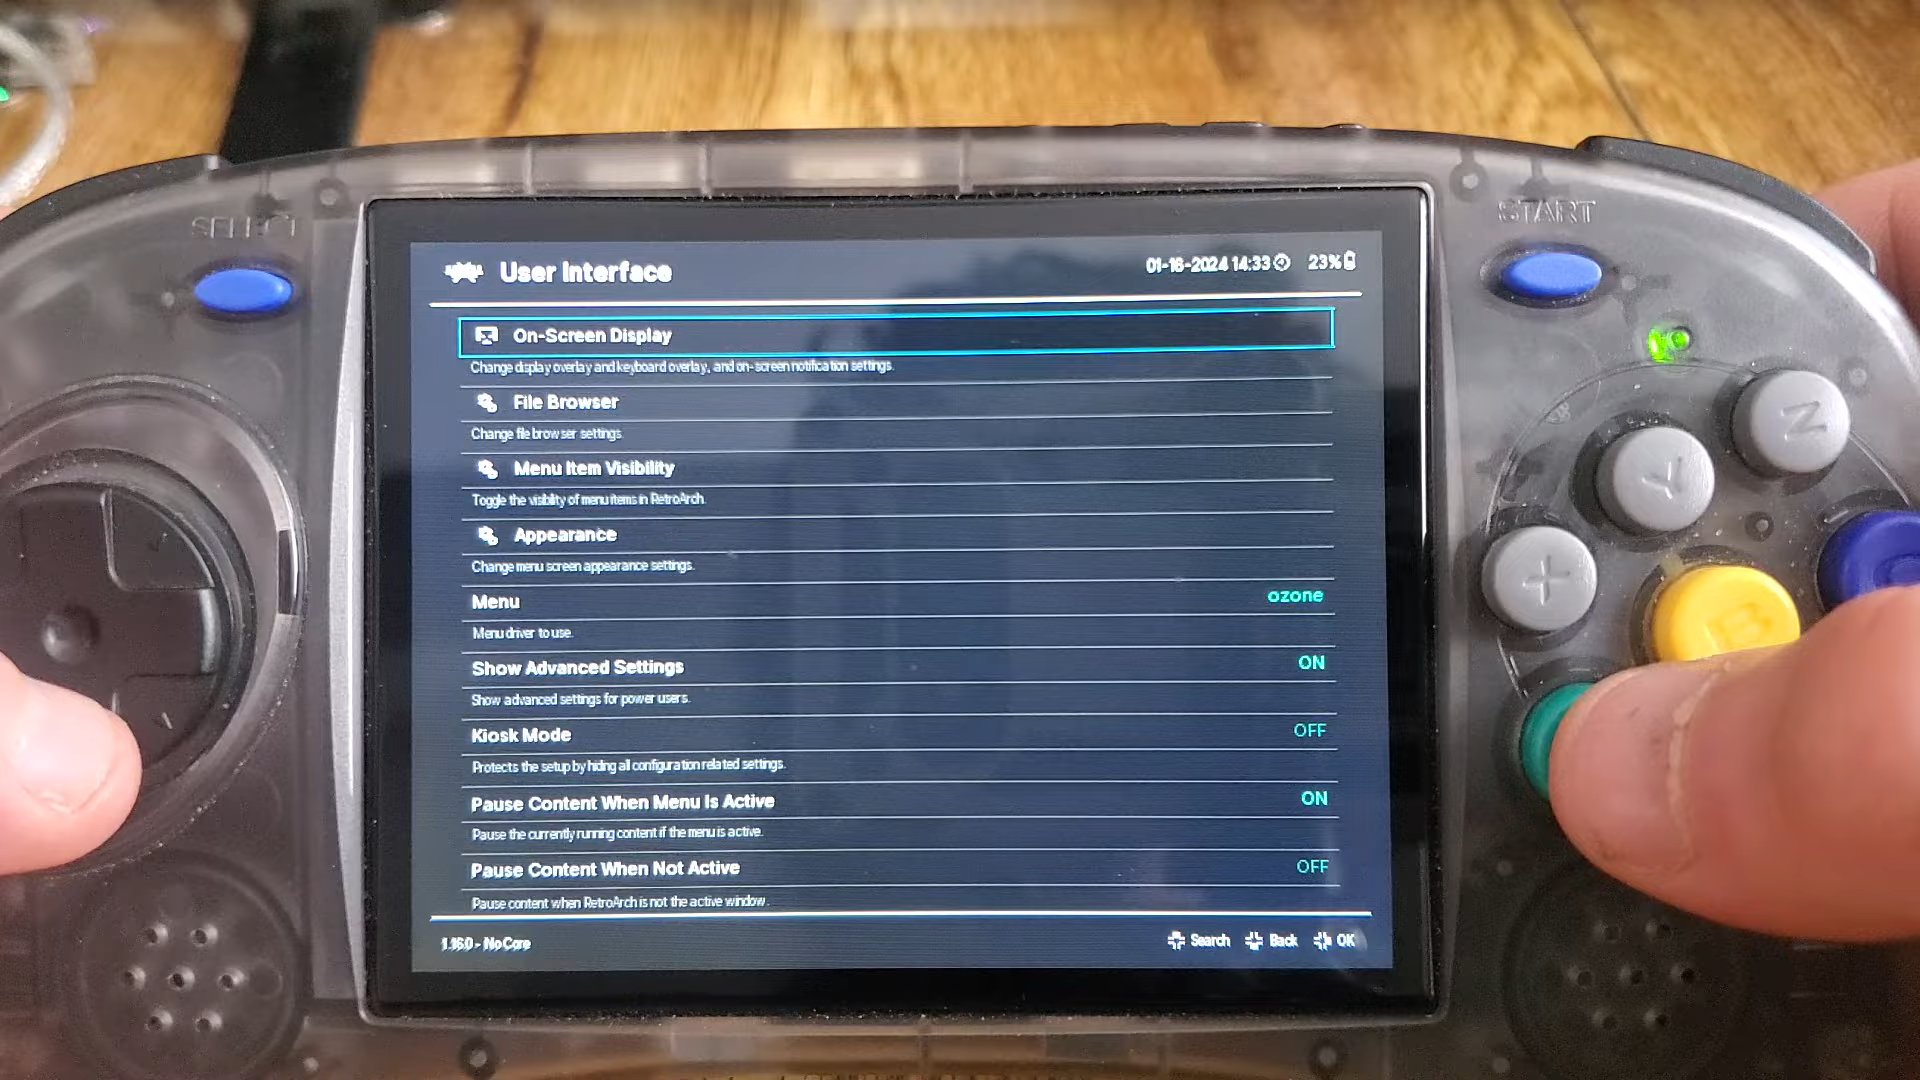 SELECT
START
User Interface
01-16-2024 14:33 23%
On-Screen Display
Change display overlay and keyboard overlay, and on-screen notification settings.
File Browser
Change file browser settings.
Menu Item Visibility
Toggle the visibility of menu items in RetroArch.
Appearance
Change menu screen appearance settings.
Menu ozone
Menu driver to use.
Show Advanced Settings ON
Show advanced settings for power users.
Kiosk Mode OFF
Protects the setup by hiding all configuration related settings.
Pause Content When Menu Is Active ON
Pause the currently running content if the menu is active.
Pause Content When Not Active OFF
Pause content when RetroArch is not the active window.
1.16.0 - No Core Search Back OK
Z
Y
+
B